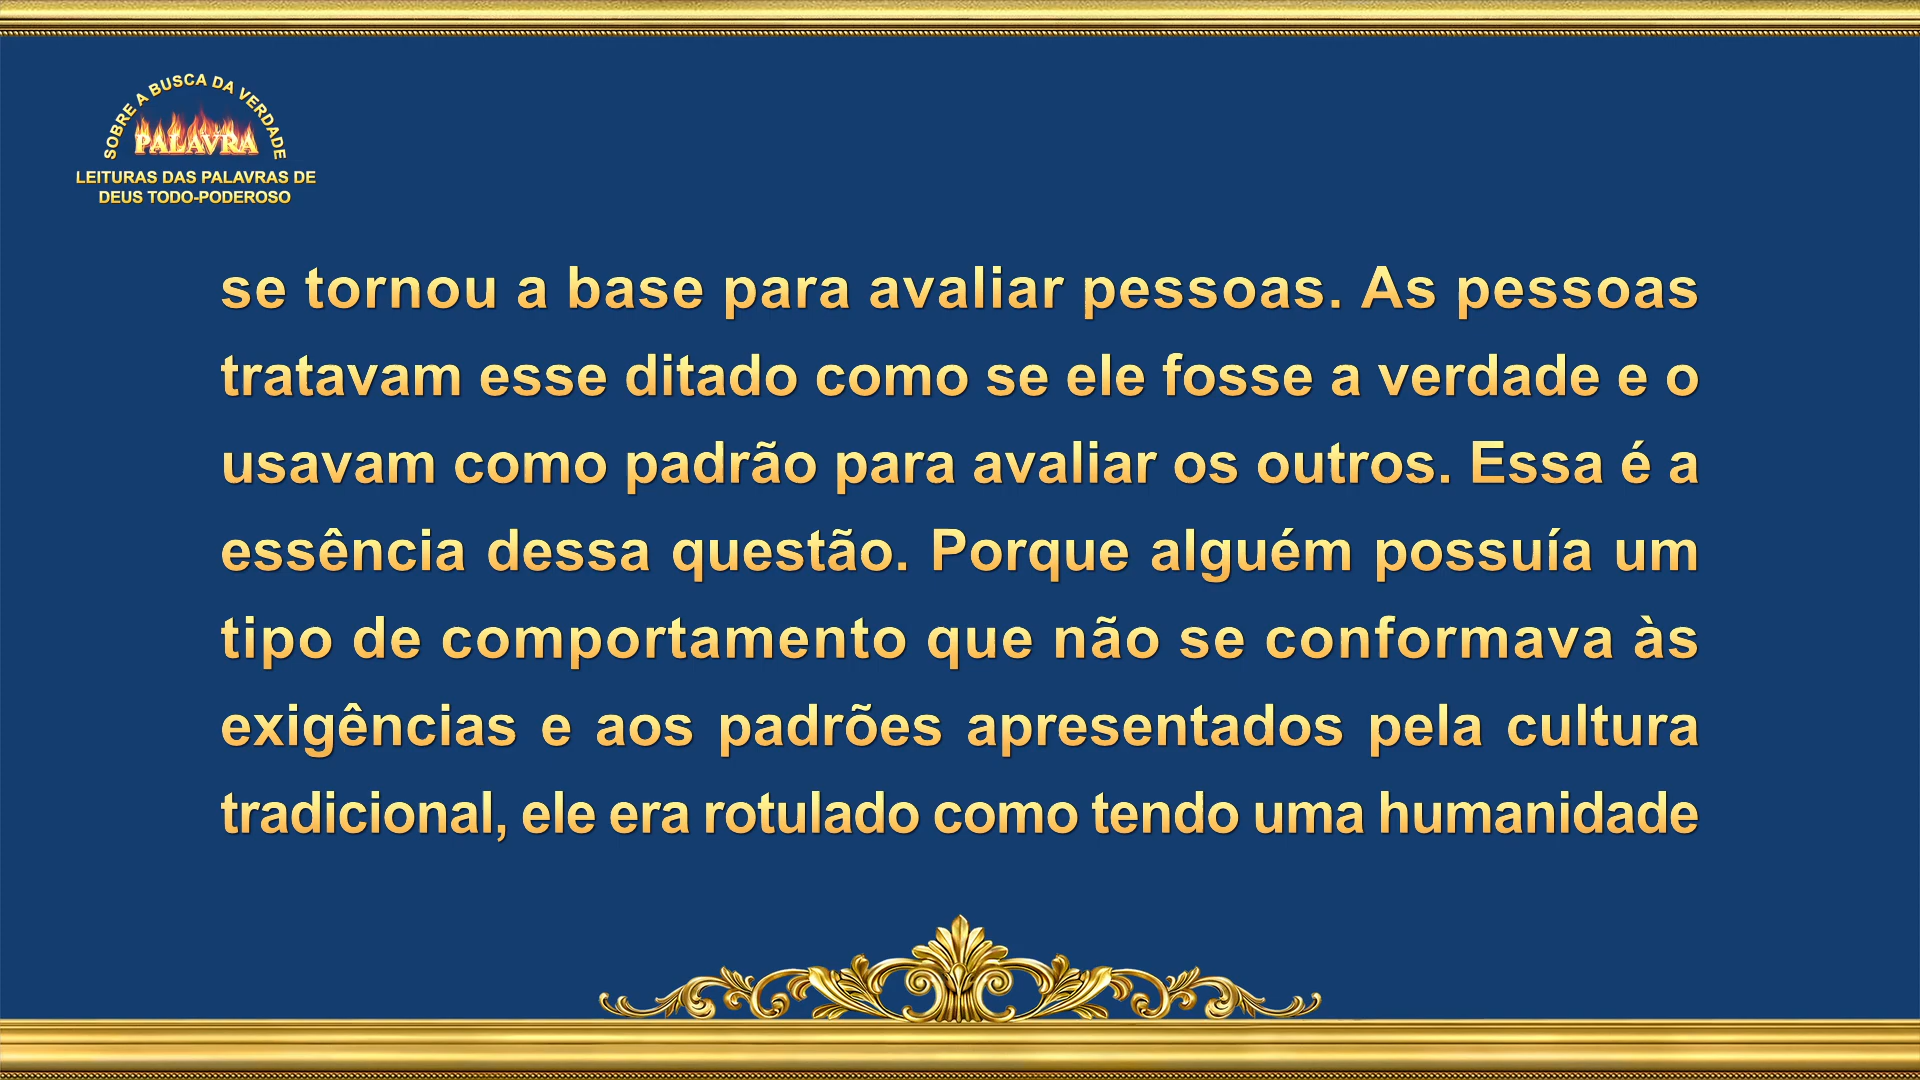 SOBRE A BUSCA DA VERDADE
PALAVRA
LEITURAS DAS PALAVRAS DE
DEUS TODO-PODEROSO
se tornou a base para avaliar pessoas. As pessoas
tratavam esse ditado como se ele fosse a verdade e o
usavam como padrão para avaliar os outros. Essa é a
essência dessa questão. Porque alguém possuía um
tipo de comportamento que não se conformava às
exigências e aos padrões apresentados pela cultura
tradicional, ele era rotulado como tendo uma humanidade